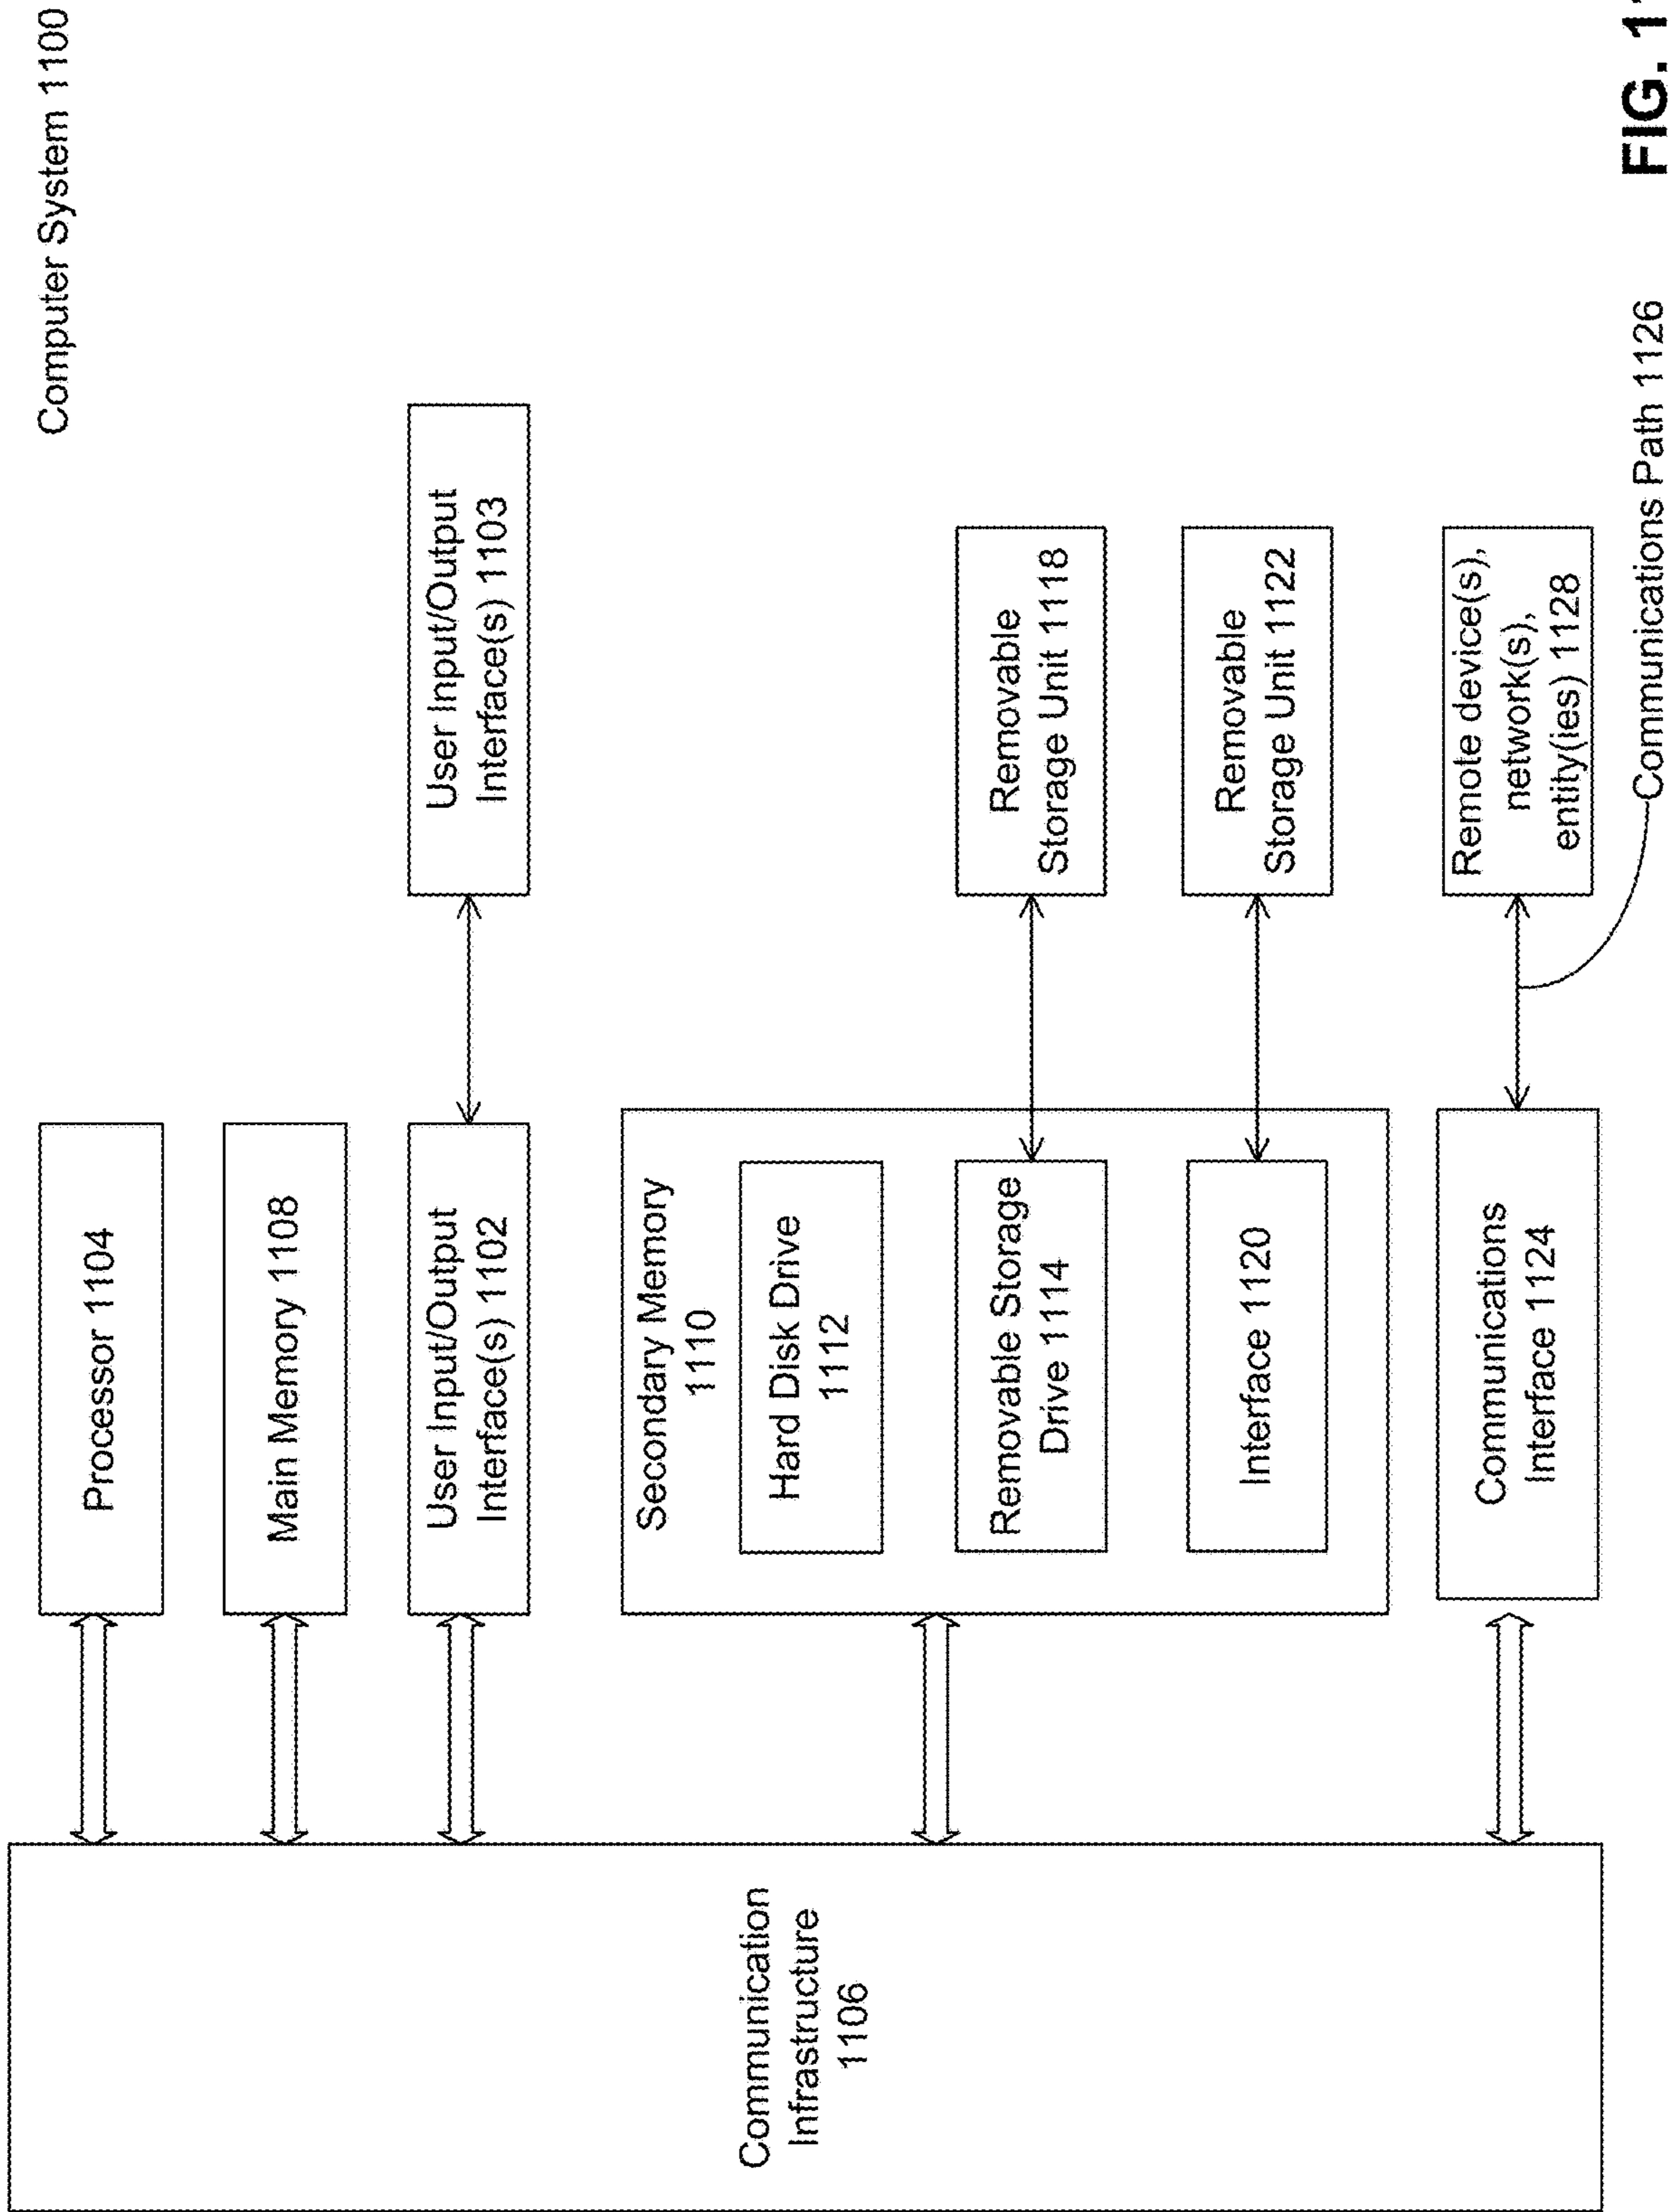 Computer System 1100
Processor 1104
Main Memory 1108
User Input/Output
Interface(s) 1102
User Input/Output
Interface(s) 1103
Communication
Infrastructure
1106
Secondary Memory
1110
Hard Disk Drive
1112
Removable Storage
Drive 1114
Removable
Storage Unit 1118
Interface 1120
Removable
Storage Unit 1122
Communications
Interface 1124
Remote device(s),
network(s),
entity(ies) 1128
Communications Path 1126
FIG. 11